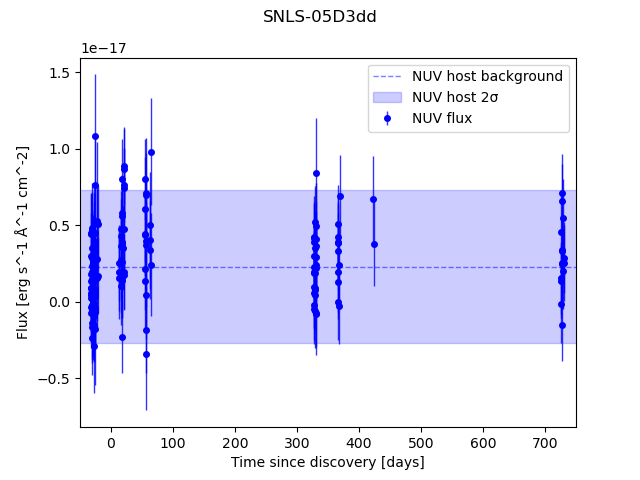 SNLS-05D3dd
1e−17
NUV host background
NUV host 2σ
NUV flux
1.5
1.0
0.5
0.0
−0.5
Flux [erg s^-1 Å^-1 cm^-2]
0 100 200 300 400 500 600 700
Time since discovery [days]